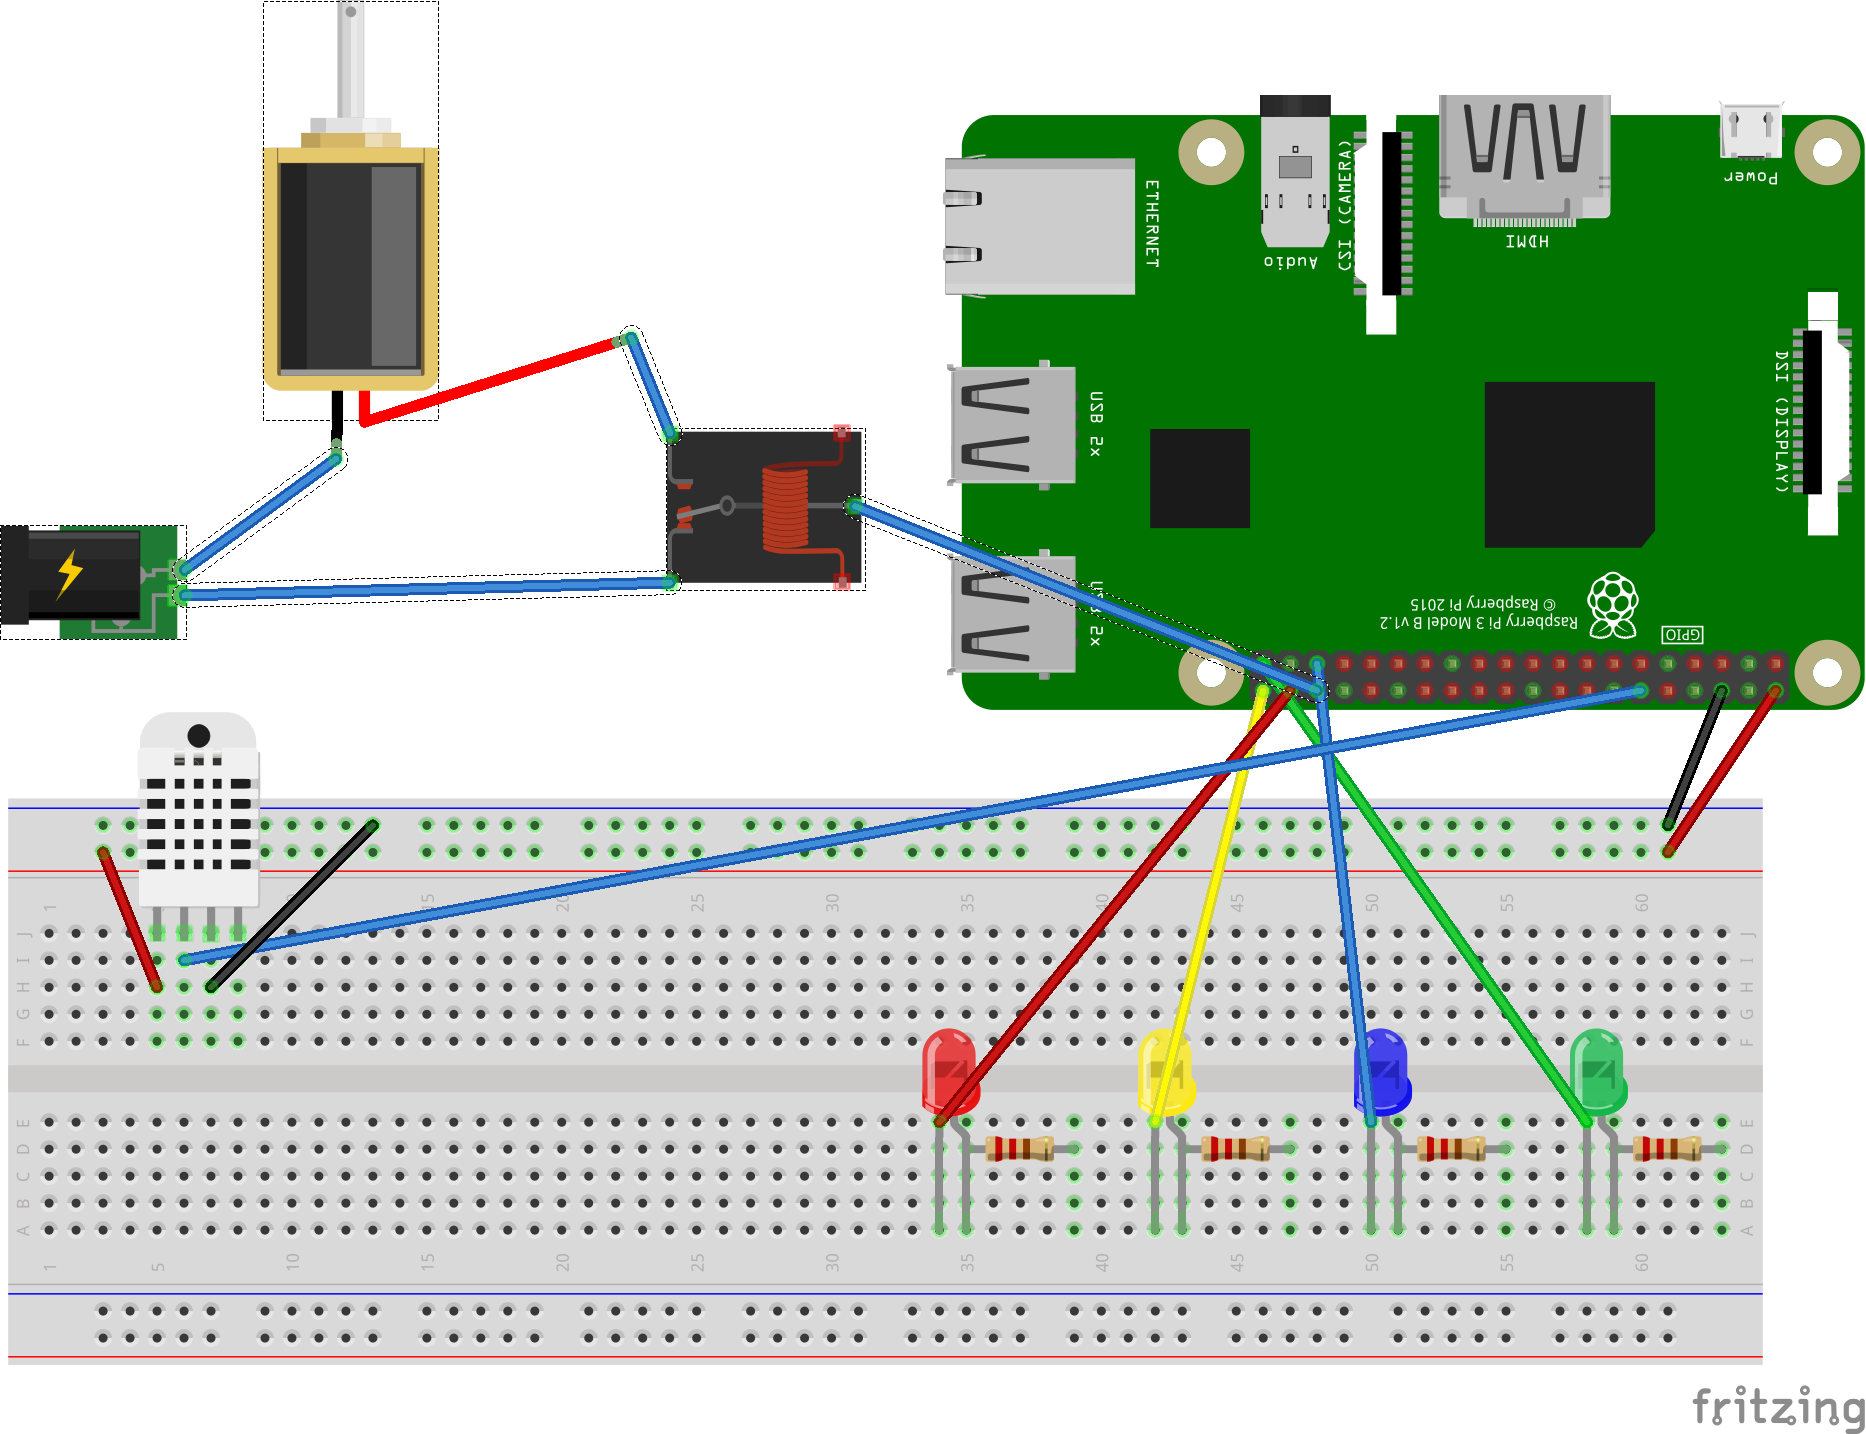 ETHERNET
Audio
CSI (CAMERA)
HDMI
Power
DSI (DISPLAY)
USB 2x
USB 2x
Raspberry Pi 3 Model B v1.2
© Raspberry Pi 2015
GPIO
1 15 20 25 30 35 40 45 50 55 60
J J
I I
H H
G G
F F
E E
D D
C C
B B
A A
1 5 10 15 20 25 30 35 40 45 50 55 60
fritzing